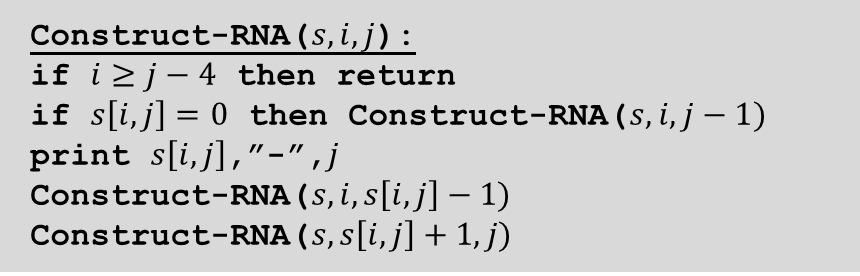 Construct-RNA(s,i,j):
if i ≥ j − 4 then return
if s[i,j] = 0 then Construct-RNA(s,i,j − 1)
print s[i,j],”-”,j
Construct-RNA(s,i,s[i,j] − 1)
Construct-RNA(s,s[i,j] + 1,j)